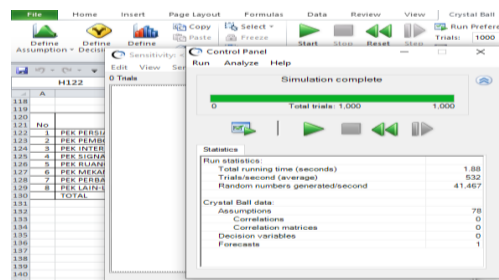 File Home Insert Page Layout Formulas Data Review View Crystal Ball
Define Assumption Define Decisi Define
Copy Select
Paste Freeze
Start Stop Reset Step
Run Prefere
Trials: 1000
H122
A
118
119
120
121 No
122 1 PEK PERSI
123 2 PEK PEMB
124 3 PEK INTER
125 4 PEK SIGNA
126 5 PEK RUAN
127 6 PEK MEKA
128 7 PEK PERBA
129 8 PEK LAIN-L
130 TOTAL
131
132
133
134
135
136
137
138
139
140
Sensitivity:
Edit View
0 Trials
Control Panel
Run Analyze Help
Simulation complete
0 Total trials: 1,000 1,000
Statistics
Run statistics:
Total running time (seconds) 1.88
Trials/second (average) 532
Random numbers generated/second 41,467
Crystal Ball data:
Assumptions 78
Correlations 0
Correlation matrices 0
Decision variables 0
Forecasts 1